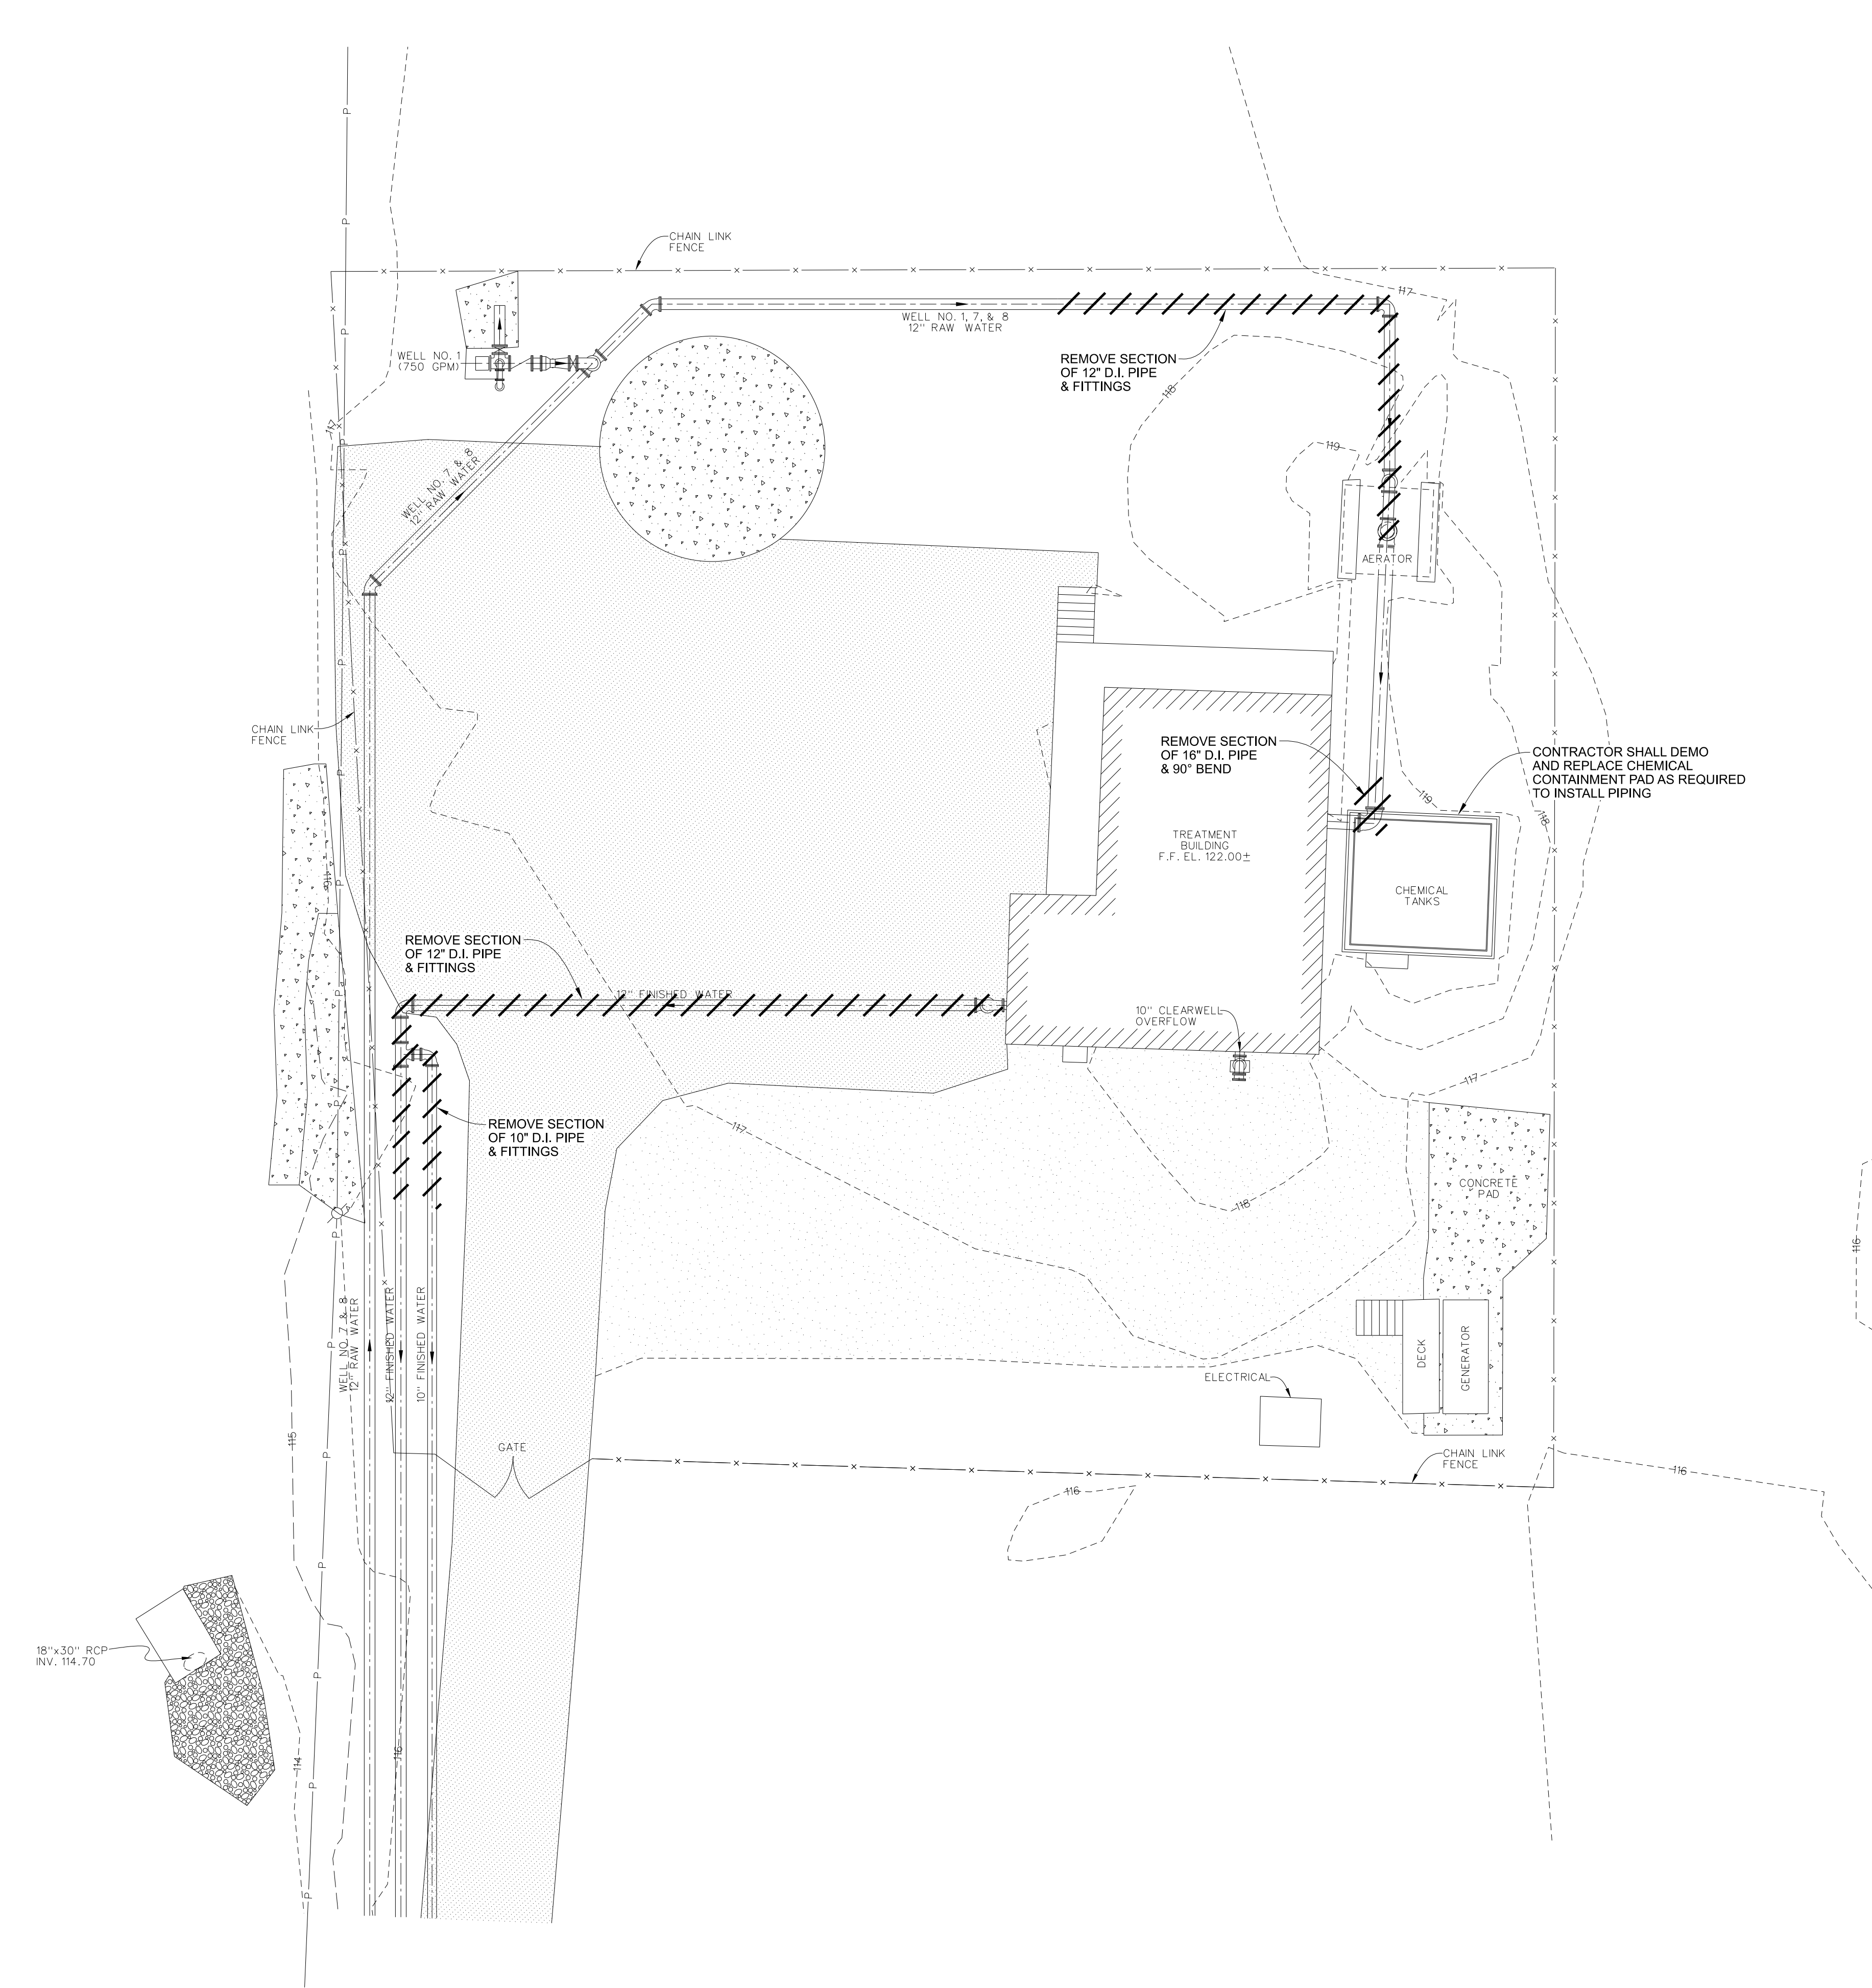 P
P
CHAIN LINK
FENCE
117
WELL NO. 1, 7, & 8
12" RAW WATER
WELL NO. 1
(750 GPM)
REMOVE SECTION
OF 12" D.I. PIPE
& FITTINGS
118
117
119
WELL NO. 7 & 8
12" RAW WATER
AERATOR
CHAIN LINK
FENCE
REMOVE SECTION
OF 16" D.I. PIPE
& 90° BEND
CONTRACTOR SHALL DEMO
AND REPLACE CHEMICAL
CONTAINMENT PAD AS REQUIRED
TO INSTALL PIPING
119
118
TREATMENT
BUILDING
F.F. EL. 122.00±
CHEMICAL
TANKS
116
REMOVE SECTION
OF 12" D.I. PIPE
& FITTINGS
12" FINISHED WATER
10" CLEARWELL
OVERFLOW
117
REMOVE SECTION
OF 10" D.I. PIPE
& FITTINGS
117
CONCRETE
PAD
118
116
WELL NO. 7 & 8
12" RAW WATER
12" FINISHED WATER
10" FINISHED WATER
DECK
GENERATOR
ELECTRICAL
115
GATE
CHAIN LINK
FENCE
116
116
18"x30" RCP
INV. 114.70
114
116
P